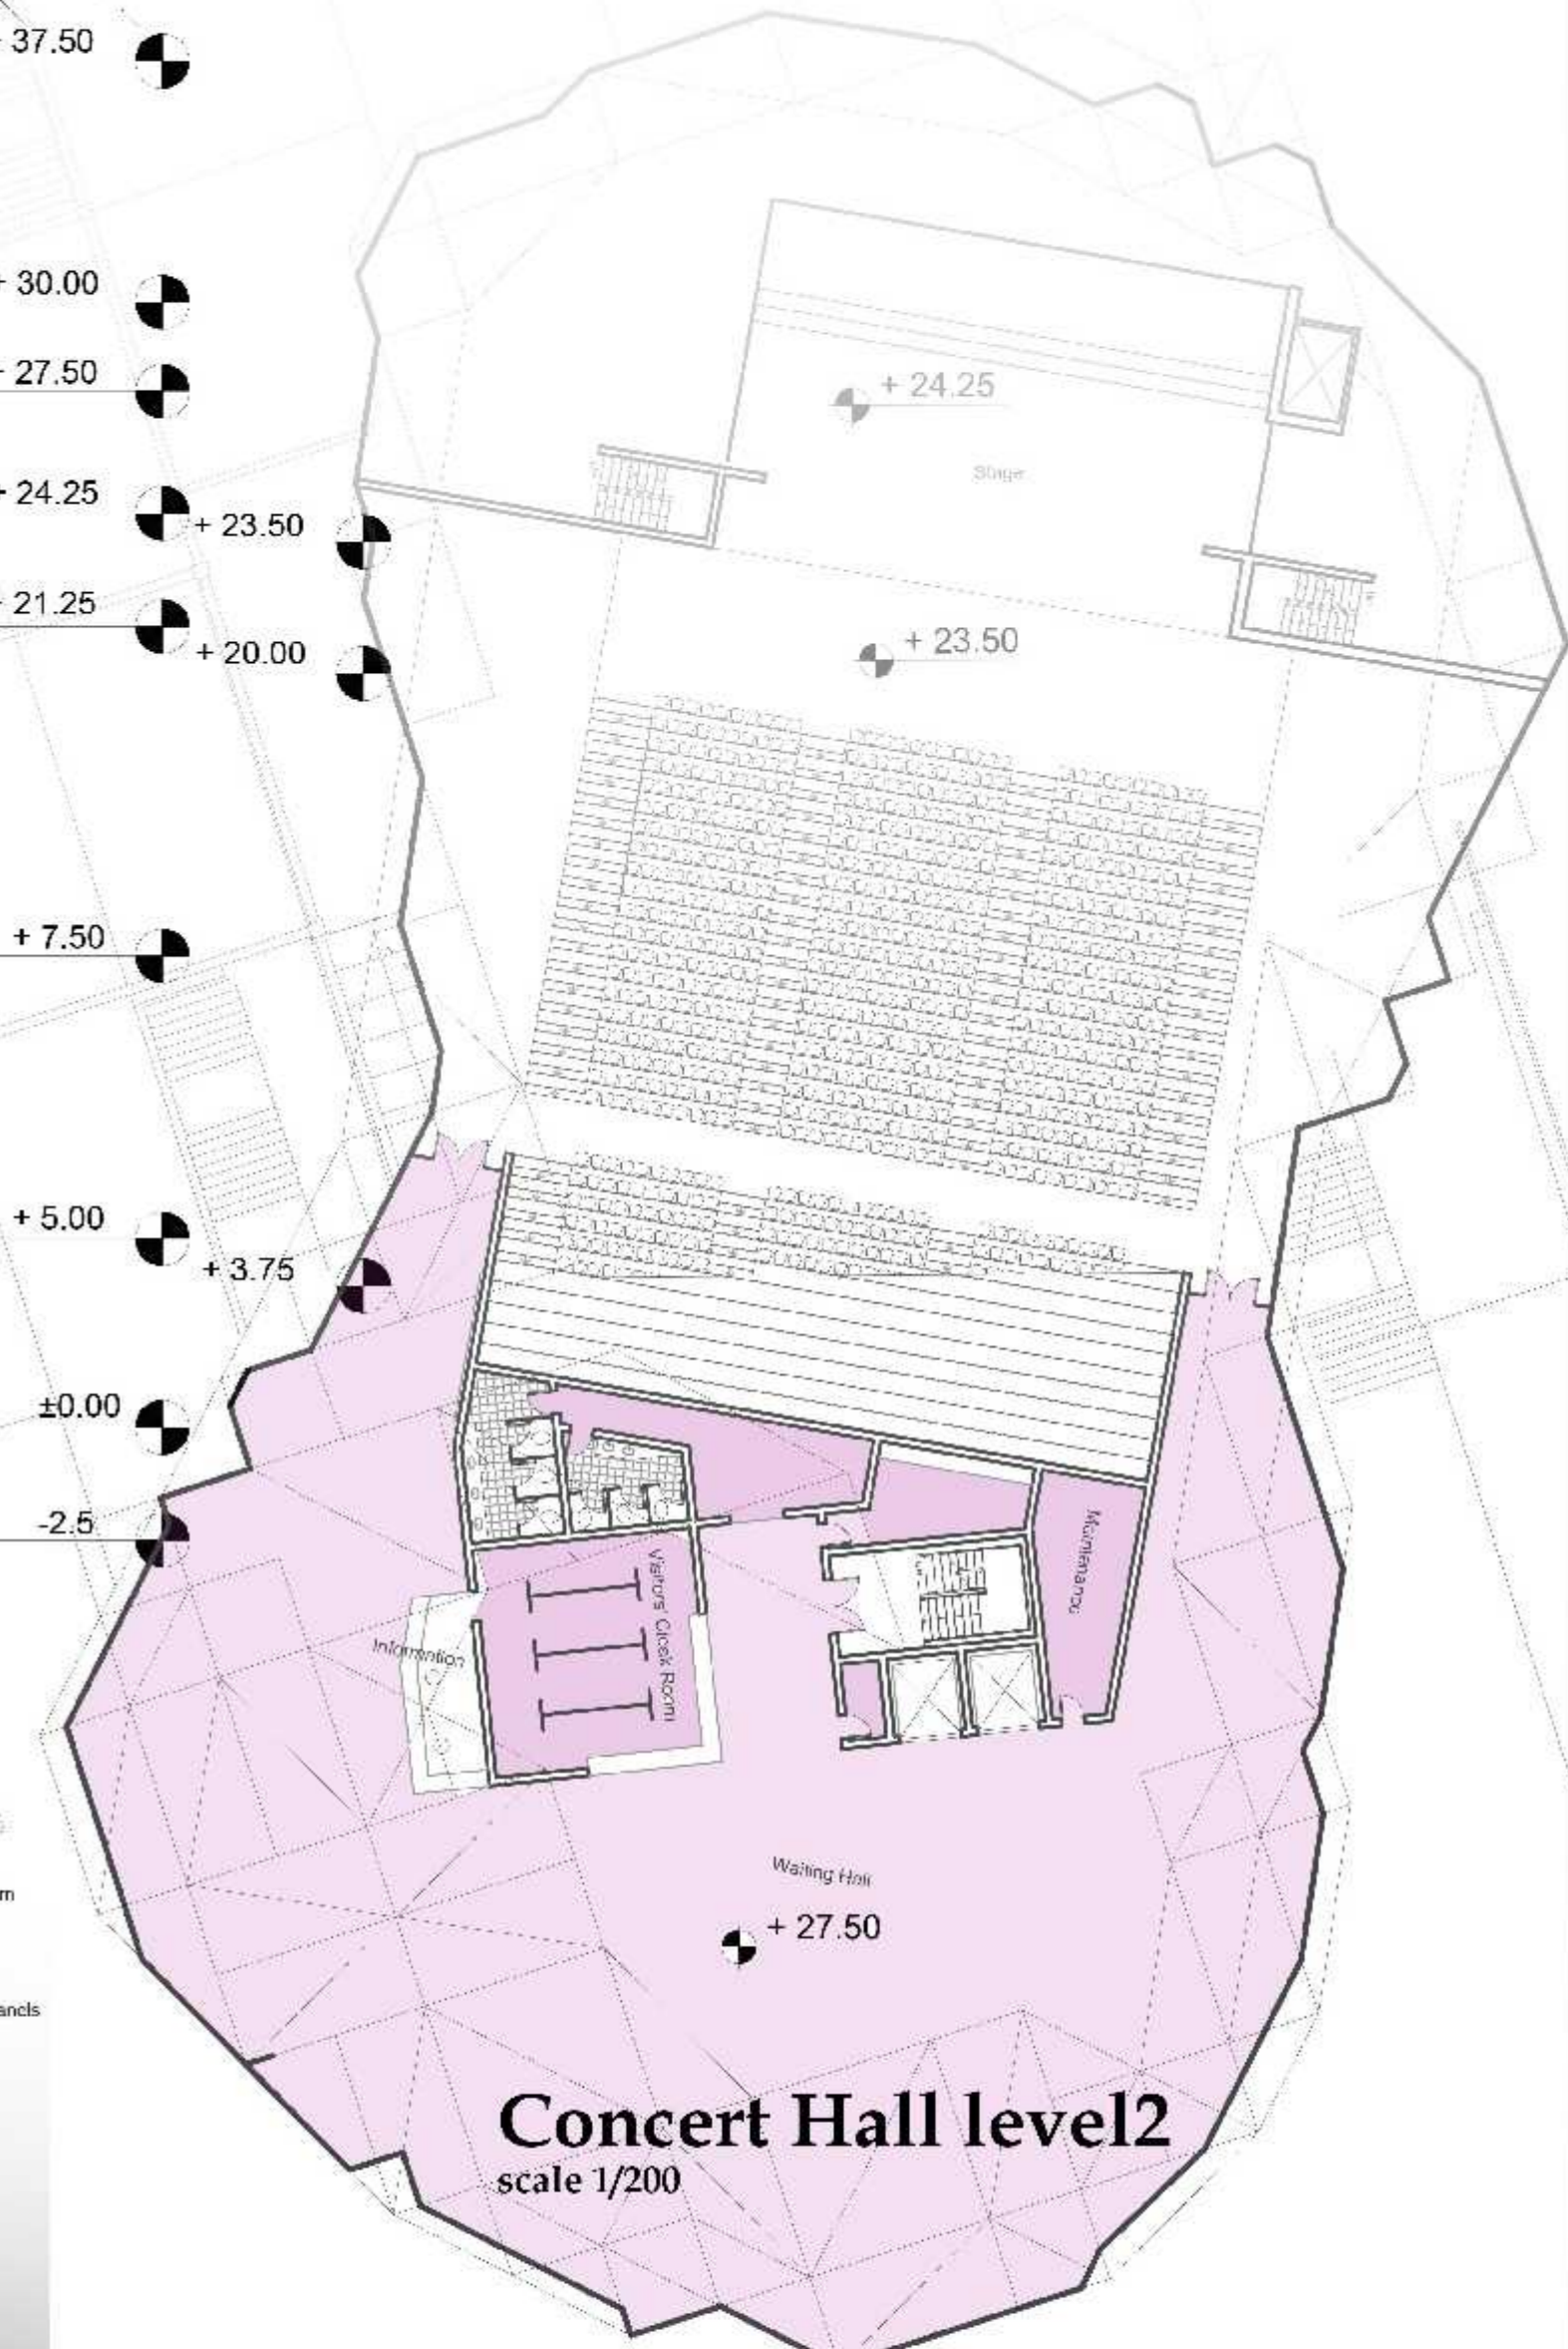 37.50
+ 30.00
+ 27.50
+ 24.25
+ 24.25
Stage
+ 23.50
+ 21.25
+ 23.50
+ 20.00
+ 7.50
+ 5.00
+ 3.75
±0.00
-2.5
Maintenance
Visitors' Cloak Room
Information
Waiting Hall
+ 27.50
Concert Hall level2
scale 1/200